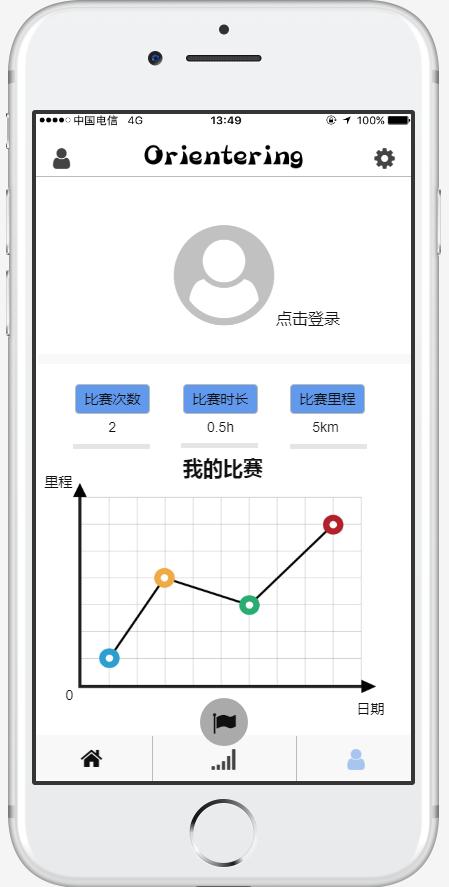 中国电信 4G 13:49 100%
Orientering
点击登录
比赛次数 比赛时长 比赛里程
2 0.5h 5km
我的比赛
里程
0
日期